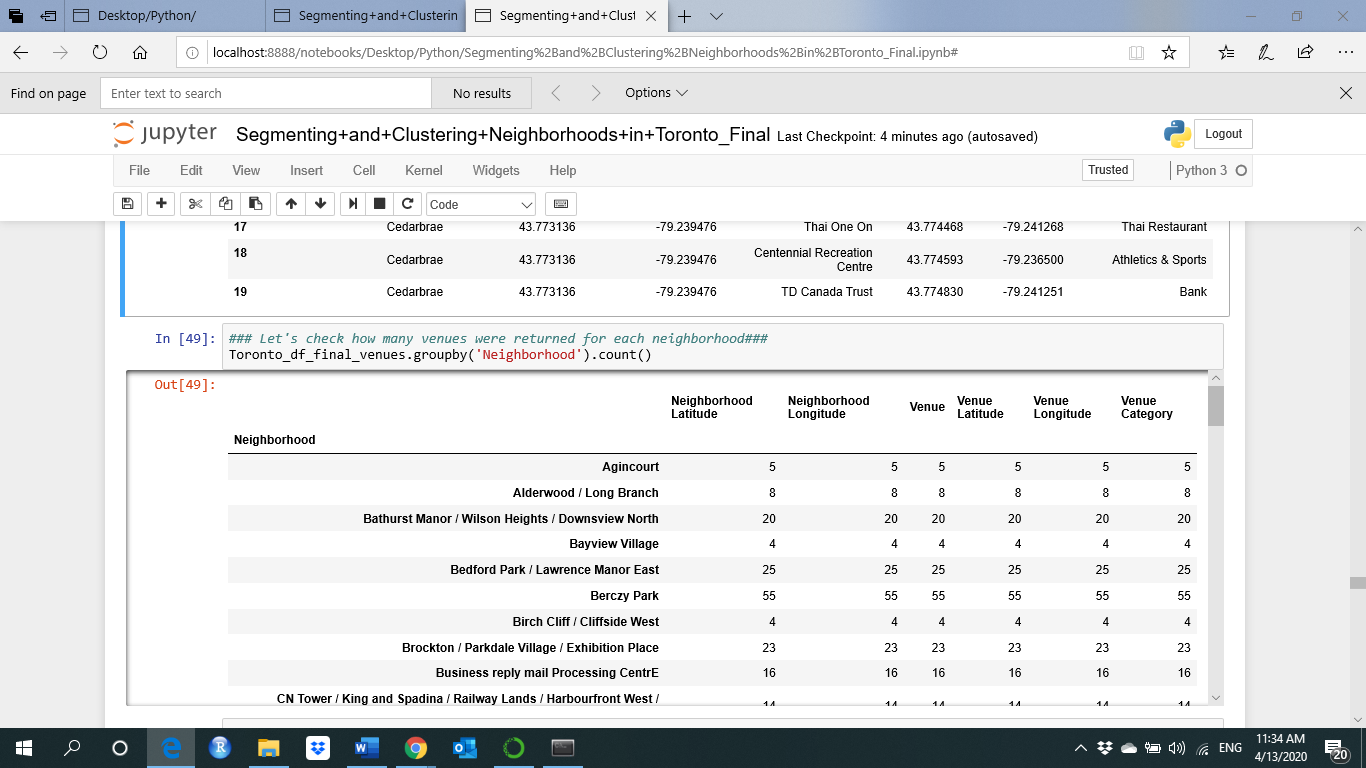 Desktop/Python/ Segmenting+and+Clusterin Segmenting+and+Clust
localhost:8888/notebooks/Desktop/Python/Segmenting%2Band%2BClustering%2BNeighborhoods%2Bin%2BToronto_Final.ipynb#
Find on page Enter text to search No results Options
jupyter Segmenting+and+Clustering+Neighborhoods+in+Toronto_Final Last Checkpoint: 4 minutes ago (autosaved) Logout
File Edit View Insert Cell Kernel Widgets Help Trusted Python 3
Code
17 Cedarbrae 43.773136 -79.239476 Thai One On 43.774468 -79.241268 Thai Restaurant
18 Cedarbrae 43.773136 -79.239476 Centennial Recreation Centre 43.774593 -79.236500 Athletics & Sports
19 Cedarbrae 43.773136 -79.239476 TD Canada Trust 43.774830 -79.241251 Bank
In [49]: ### Let's check how many venues were returned for each neighborhood###
Toronto_df_final_venues.groupby('Neighborhood').count()
Out[49]:
Neighborhood Latitude Neighborhood Longitude Venue Venue Latitude Venue Longitude Venue Category
Neighborhood
Agincourt 5 5 5 5 5 5
Alderwood / Long Branch 8 8 8 8 8 8
Bathurst Manor / Wilson Heights / Downsview North 20 20 20 20 20 20
Bayview Village 4 4 4 4 4 4
Bedford Park / Lawrence Manor East 25 25 25 25 25 25
Berczy Park 55 55 55 55 55 55
Birch Cliff / Cliffside West 4 4 4 4 4 4
Brockton / Parkdale Village / Exhibition Place 23 23 23 23 23 23
Business reply mail Processing CentrE 16 16 16 16 16 16
CN Tower / King and Spadina / Railway Lands / Harbourfront West / 14 14 14 14 14 14
ENG 11:34 AM
4/13/2020 20